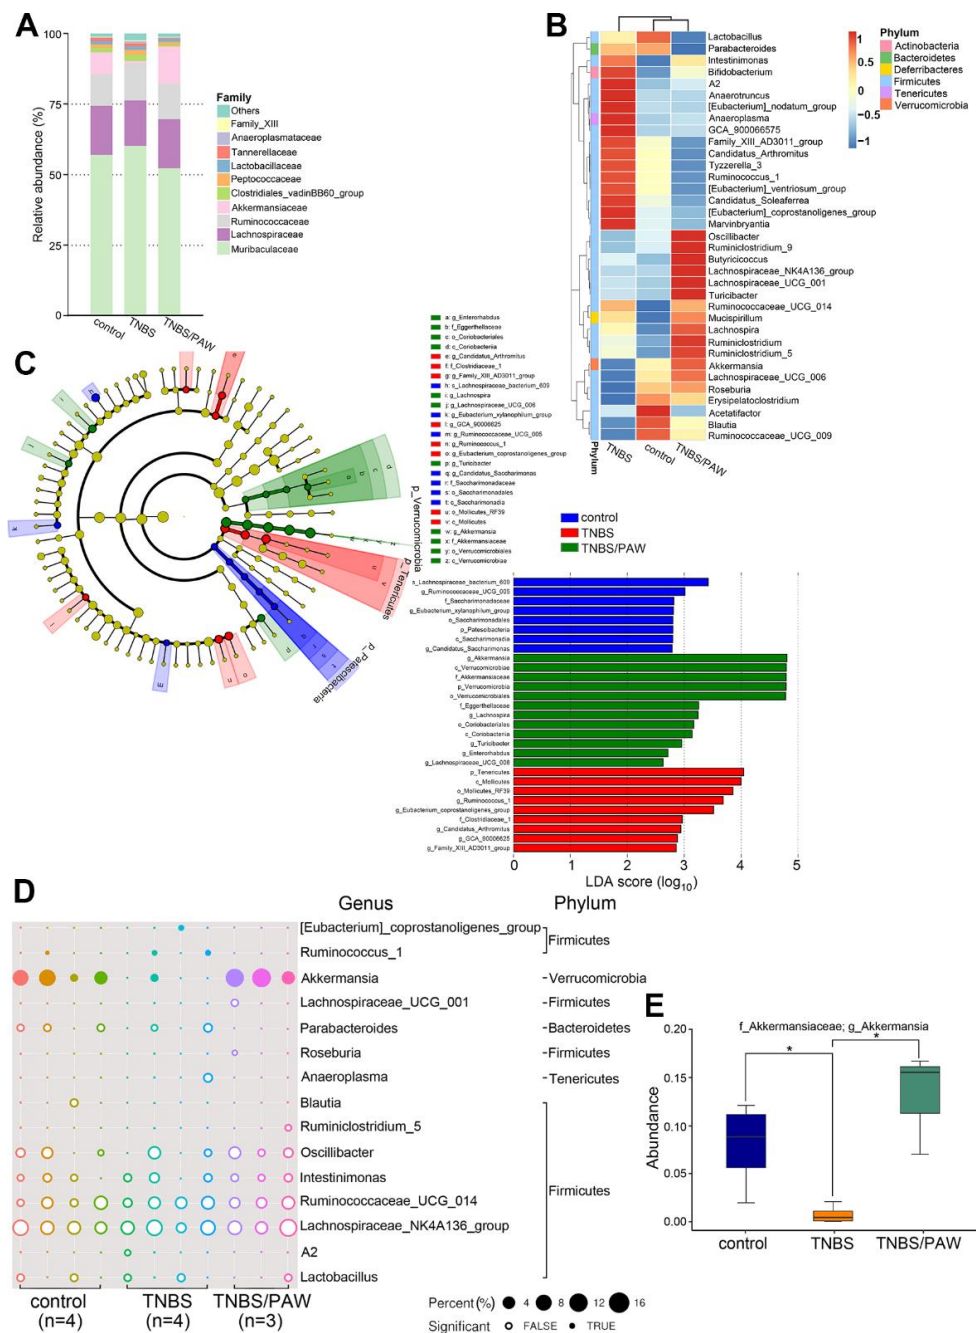 A
Relative abundance (%)
100
75
50
25
0
control
TNBS
TNBS/PAW
Family
Others
Family_XIII
Anaeroplasmataceae
Tannerellaceae
Lactobacillaceae
Peptococcaceae
Clostridiales_vadinBB60_group
Akkermansiaceae
Ruminococcaceae
Lachnospiraceae
Muribaculaceae
B
Lactobacillus
Parabacteroides
Intestinimonas
Bifidobacterium
A2
Anaerotruncus
[Eubacterium]_nodatum_group
Anaeroplasma
GCA_900066575
Family_XIII_AD3011_group
Candidatus_Arthromitus
Tyzzerella_3
Ruminococcus_1
[Eubacterium]_ventriosum_group
Candidatus_Soleaferrea
[Eubacterium]_coprostanoligenes_group
Marvinbryantia
Oscillibacter
Ruminiclostridium_9
Butyricicoccus
Lachnospiraceae_NK4A136_group
Lachnospiraceae_UCG_001
Turicibacter
Ruminococcaceae_UCG_014
Mucispirillum
Lachnospira
Ruminiclostridium
Ruminiclostridium_5
Akkermansia
Lachnospiraceae_UCG_006
Roseburia
Erysipelatoclostridium
Acetatifactor
Blautia
Ruminococcaceae_UCG_009
Phylum
TNBS
control
TNBS/PAW
1
0.5
0
−0.5
−1
Phylum
Actinobacteria
Bacteroidetes
Deferribacteres
Firmicutes
Tenericutes
Verrucomicrobia
C
p_Verrucomicrobia
p_Tenericutes
p_Patescibacteria
a: g_Enterorhabdus
b: f_Eggerthellaceae
c: o_Coriobacteriales
d: c_Coriobacteriia
e: g_Candidatus_Arthromitus
f: f_Clostridiaceae_1
g: g_Family_XIII_AD3011_group
h: s_Lachnospiraceae_bacterium_609
i: g_Lachnospira
j: g_Lachnospiraceae_UCG_006
k: g_Eubacterium_xylanophilum_group
l: g_GCA_90006625
m: g_Ruminococcaceae_UCG_005
n: g_Ruminococcus_1
o: g_Eubacterium_coprostanoligenes_group
p: g_Turicibacter
q: g_Candidatus_Saccharimonas
r: f_Saccharimonadaceae
s: o_Saccharimonadales
t: c_Saccharimonadia
u: o_Mollicutes_RF39
v: c_Mollicutes
w: g_Akkermansia
x: f_Akkermansiaceae
y: o_Verrucomicrobiales
z: c_Verrucomicrobiae
control
TNBS
TNBS/PAW
s_Lachnospiraceae_bacterium_609
g_Ruminococcaceae_UCG_005
f_Saccharimonadaceae
g_Eubacterium_xylanophilum_group
o_Saccharimonadales
p_Patescibacteria
c_Saccharimonadia
g_Candidatus_Saccharimonas
g_Akkermansia
c_Verrucomicrobiae
f_Akkermansiaceae
p_Verrucomicrobia
o_Verrucomicrobiales
f_Eggerthellaceae
g_Lachnospira
o_Coriobacteriales
c_Coriobacteriia
g_Turicibacter
g_Enterorhabdus
g_Lachnospiraceae_UCG_006
p_Tenericutes
c_Mollicutes
o_Mollicutes_RF39
g_Ruminococcus_1
g_Eubacterium_coprostanoligenes_group
f_Clostridiaceae_1
g_Candidatus_Arthromitus
g_GCA_90006625
g_Family_XIII_AD3011_group
0 1 2 3 4 5
LDA score (log10)
D
Genus
Phylum
[Eubacterium]_coprostanoligenes_group
Ruminococcus_1
Firmicutes
Akkermansia
Verrucomicrobia
Lachnospiraceae_UCG_001
Firmicutes
Parabacteroides
Bacteroidetes
Roseburia
Firmicutes
Anaeroplasma
Tenericutes
Blautia
Ruminiclostridium_5
Oscillibacter
Intestinimonas
Ruminococcaceae_UCG_014
Lachnospiraceae_NK4A136_group
A2
Lactobacillus
Firmicutes
control
(n=4)
TNBS
(n=4)
TNBS/PAW
(n=3)
Percent(%) 4 8 12 16
Significant FALSE TRUE
E
f_Akkermansiaceae; g_Akkermansia
Abundance
0.20
0.15
0.10
0.05
0.00
*
*
control
TNBS
TNBS/PAW